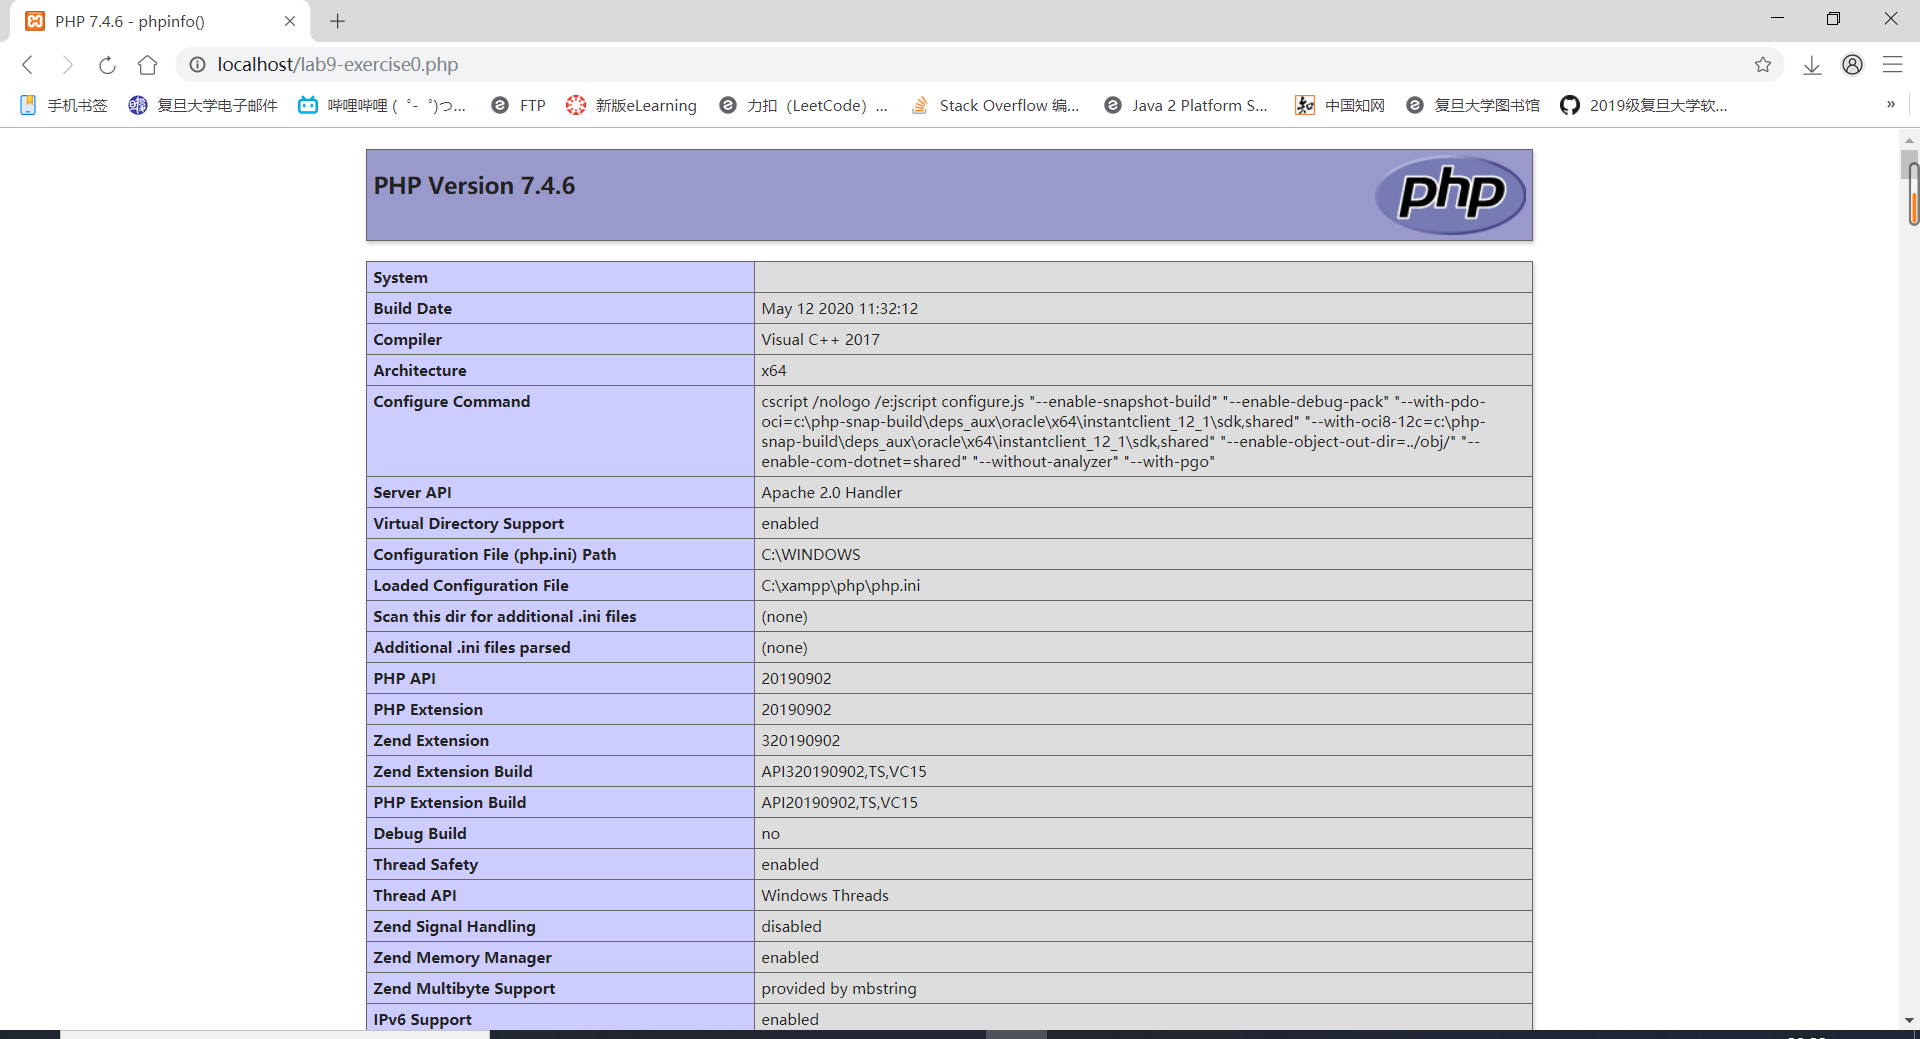 PHP 7.4.6 - phpinfo()
localhost/lab9-exercise0.php
手机书签 复旦大学电子邮件 哔哩哔哩 (゜-゜)つ... FTP 新版eLearning 力扣（LeetCode）... Stack Overflow 编... Java 2 Platform S... 中国知网 复旦大学图书馆 2019级复旦大学软... »
PHP Version 7.4.6
php
System
Build Date May 12 2020 11:32:12
Compiler Visual C++ 2017
Architecture x64
Configure Command cscript /nologo /e:jscript configure.js "--enable-snapshot-build" "--enable-debug-pack" "--with-pdo-
oci=c:\php-snap-build\deps_aux\oracle\x64\instantclient_12_1\sdk,shared" "--with-oci8-12c=c:\php-
snap-build\deps_aux\oracle\x64\instantclient_12_1\sdk,shared" "--enable-object-out-dir=../obj/" "--
enable-com-dotnet=shared" "--without-analyzer" "--with-pgo"
Server API Apache 2.0 Handler
Virtual Directory Support enabled
Configuration File (php.ini) Path C:\WINDOWS
Loaded Configuration File C:\xampp\php\php.ini
Scan this dir for additional .ini files (none)
Additional .ini files parsed (none)
PHP API 20190902
PHP Extension 20190902
Zend Extension 320190902
Zend Extension Build API320190902,TS,VC15
PHP Extension Build API20190902,TS,VC15
Debug Build no
Thread Safety enabled
Thread API Windows Threads
Zend Signal Handling disabled
Zend Memory Manager enabled
Zend Multibyte Support provided by mbstring
IPv6 Support enabled